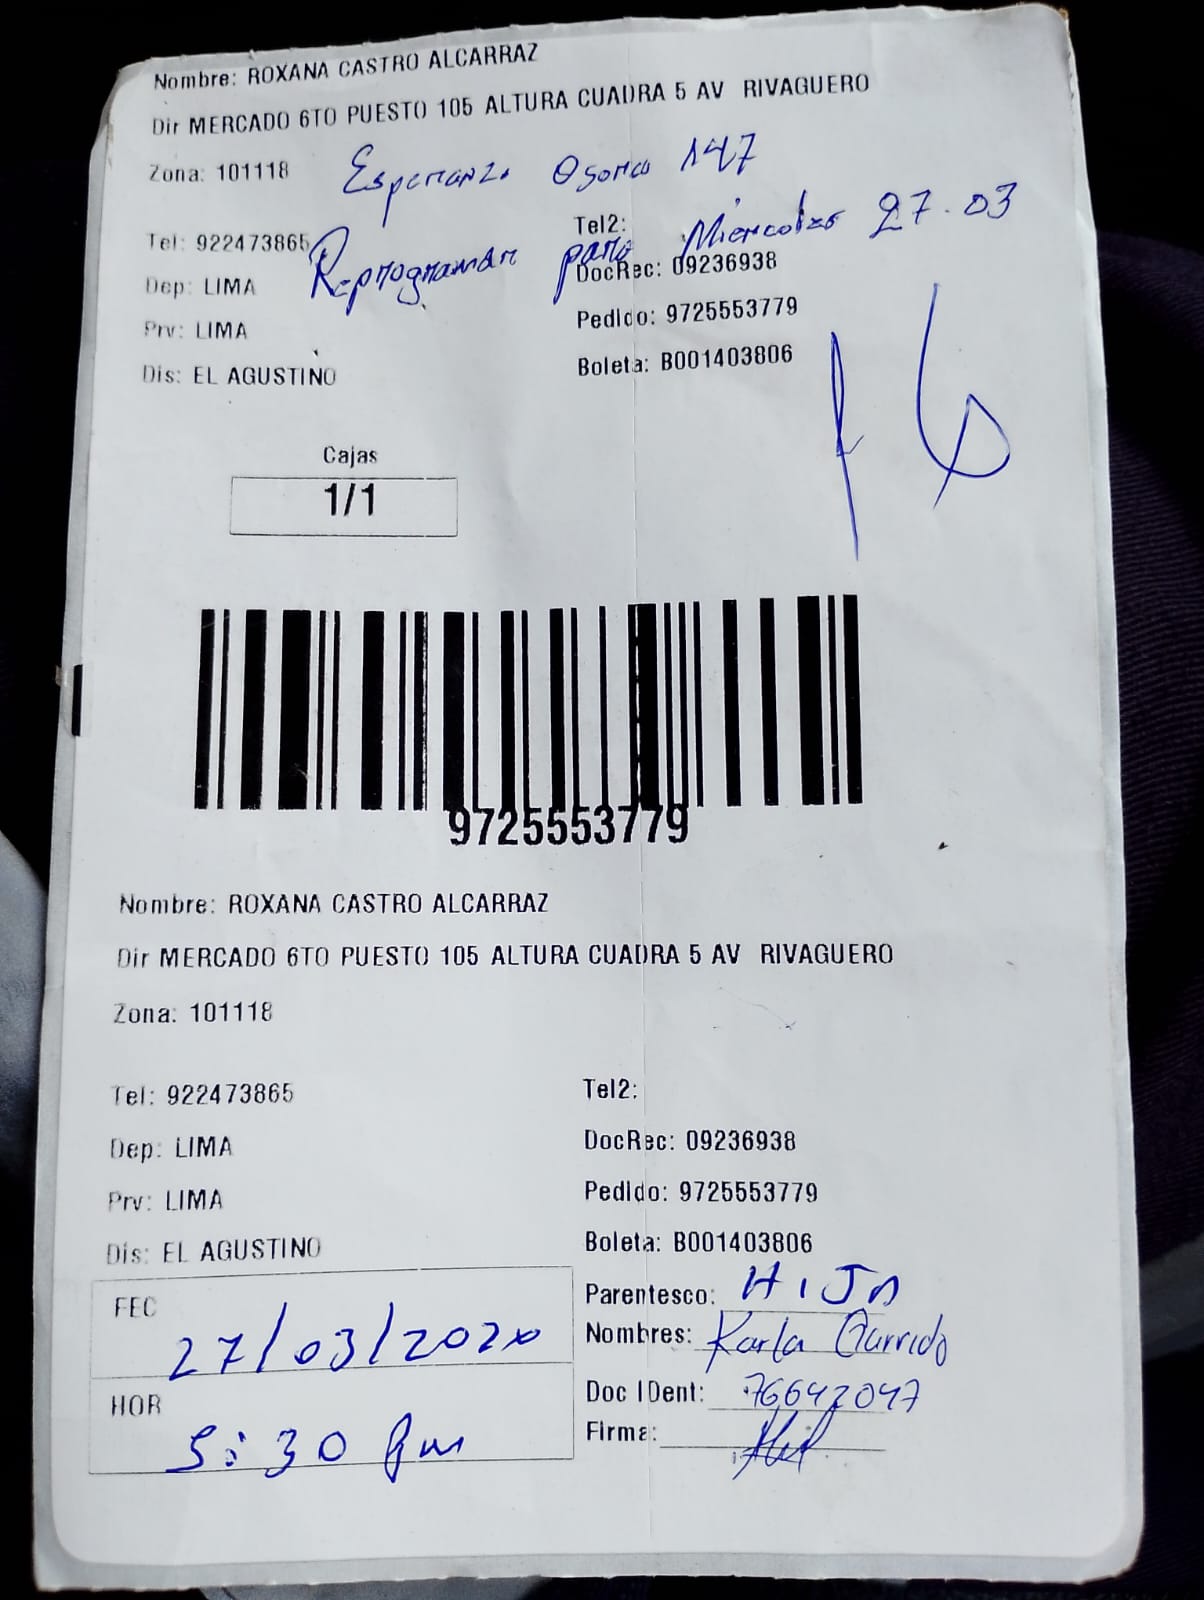 Nombre: ROXANA CASTRO ALCARRAZ
Dir MERCADO 6TO PUESTO 105 ALTURA CUADRA 5 AV RIVAGUERO
Zona: 101118
Esperanza 147
Tel: 922473865
Tel2:
Reprogramar para Miercoles 27-03
Dep: LIMA
DocRec: 09236938
Prv: LIMA
Pedido: 9725553779
Dis: EL AGUSTINO
Boleta: B001403806
Cajas
1/1
9725553779
Nombre: ROXANA CASTRO ALCARRAZ
Dir MERCADO 6TO PUESTO 105 ALTURA CUADRA 5 AV RIVAGUERO
Zona: 101118
Tel: 922473865
Tel2:
Dep: LIMA
DocRec: 09236938
Prv: LIMA
Pedido: 9725553779
Dis: EL AGUSTINO
Boleta: B001403806
FEC
27/03/202
HOR
5:30 pm
Parentesco: HIJA
Nombres: Karla Garrido
Doc IDent: 76642047
Firma: